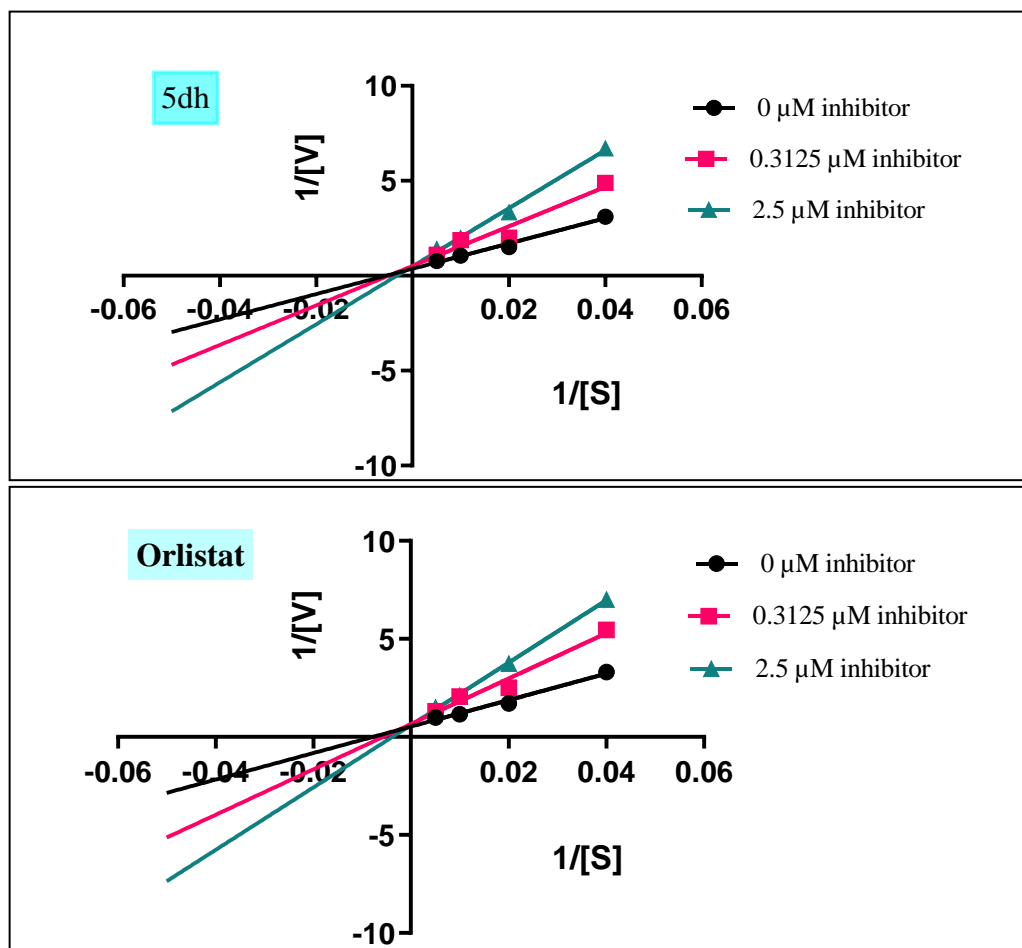 5dh
1/[V]
10
5
-5
-10
-0.06
-0.04
-0.02
0.02
0.04
0.06
1/[S]
0 µM inhibitor
0.3125 µM inhibitor
2.5 µM inhibitor
Orlistat
1/[V]
10
5
-5
-10
-0.06
-0.04
-0.02
0.02
0.04
0.06
1/[S]
0 µM inhibitor
0.3125 µM inhibitor
2.5 µM inhibitor